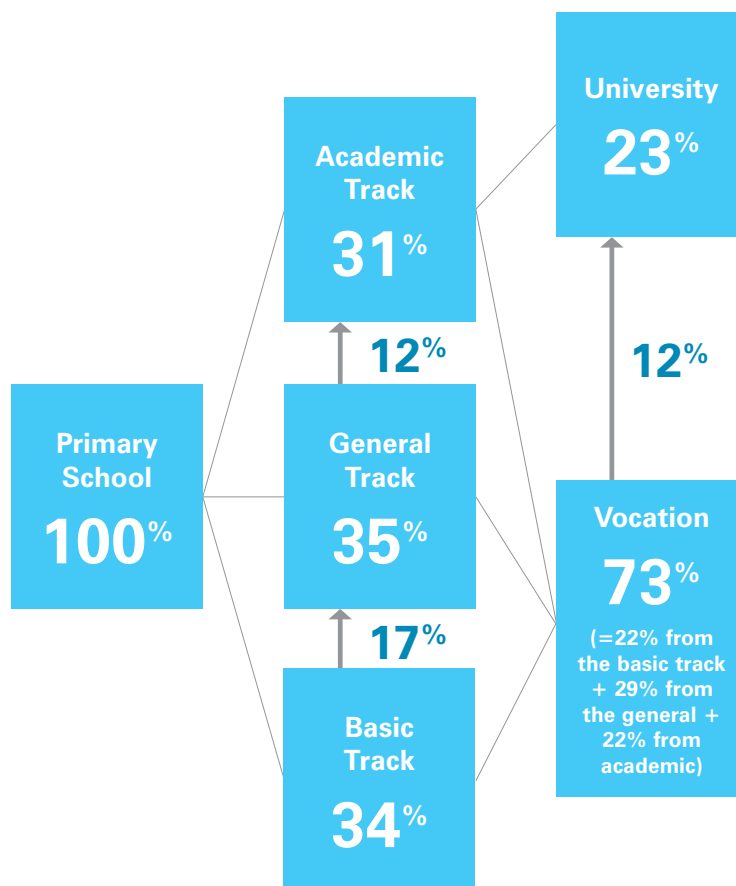 University
23%
Academic
Track
31%
12%
12%
Primary
School
100%
General
Track
35%
Vocation
73%
(=22% from
the basic track
+ 29% from
the general +
22% from
academic)
17%
Basic
Track
34%